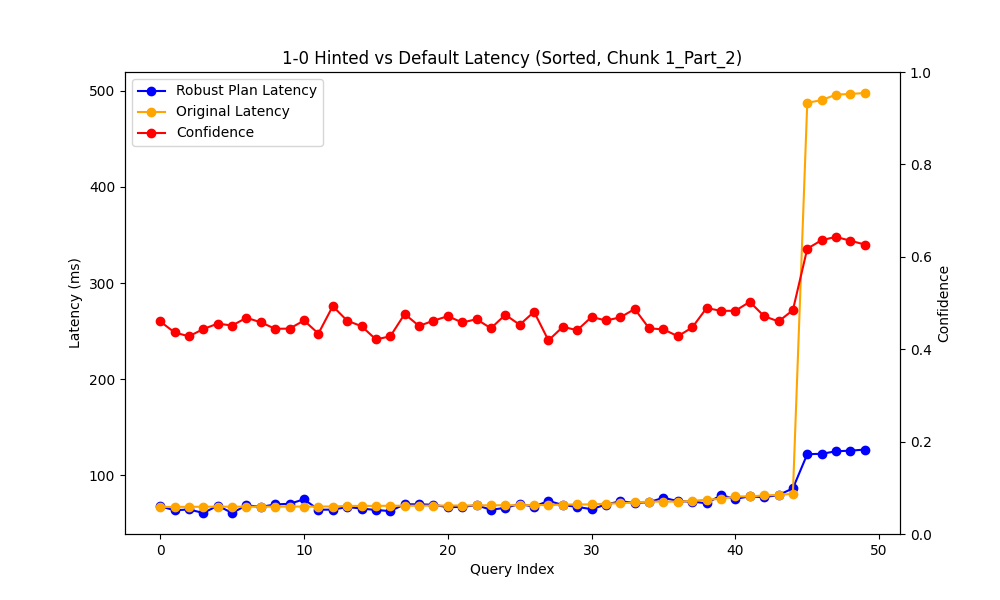 1-0 Hinted vs Default Latency (Sorted, Chunk 1_Part_2)
Robust Plan Latency
Original Latency
Confidence
Latency (ms)
500
400
300
200
100
1.0
0.8
0.6
0.4
0.2
0.0
Confidence
0 10 20 30 40 50
Query Index